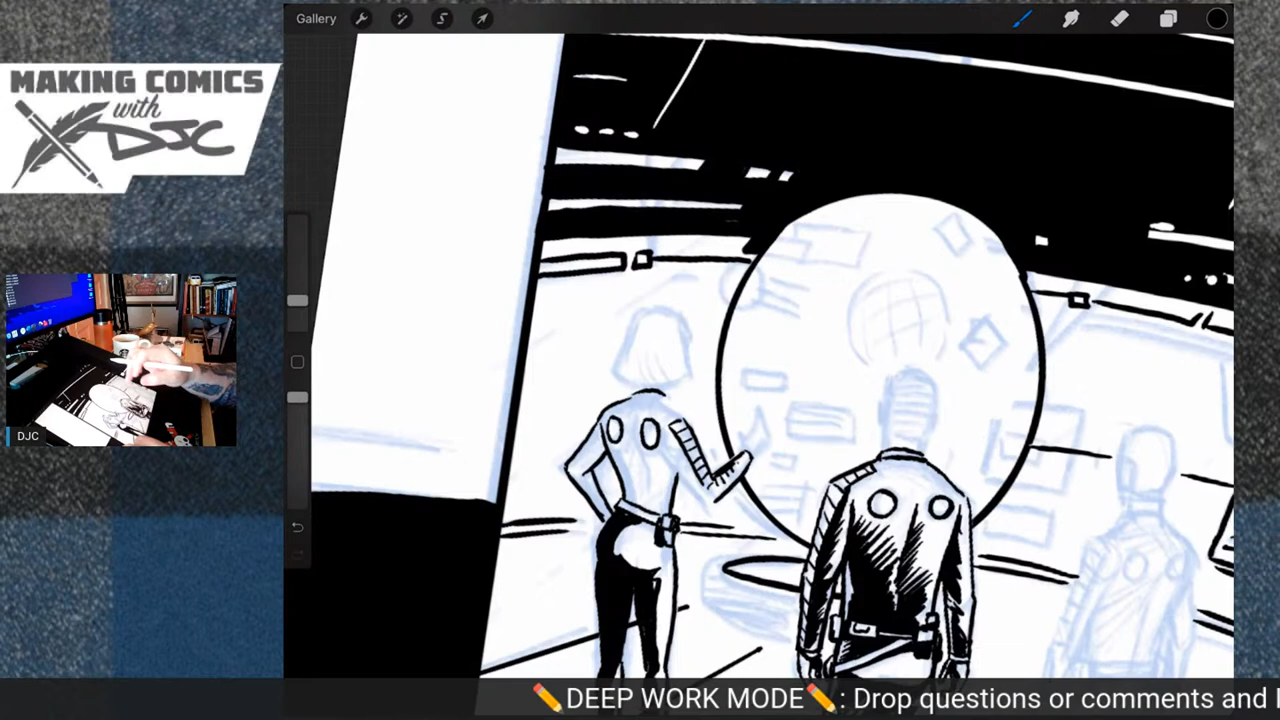 Gallery
MAKING COMICS
with
DJC
DJC
✏️DEEP WORK MODE✏️: Drop questions or comments and